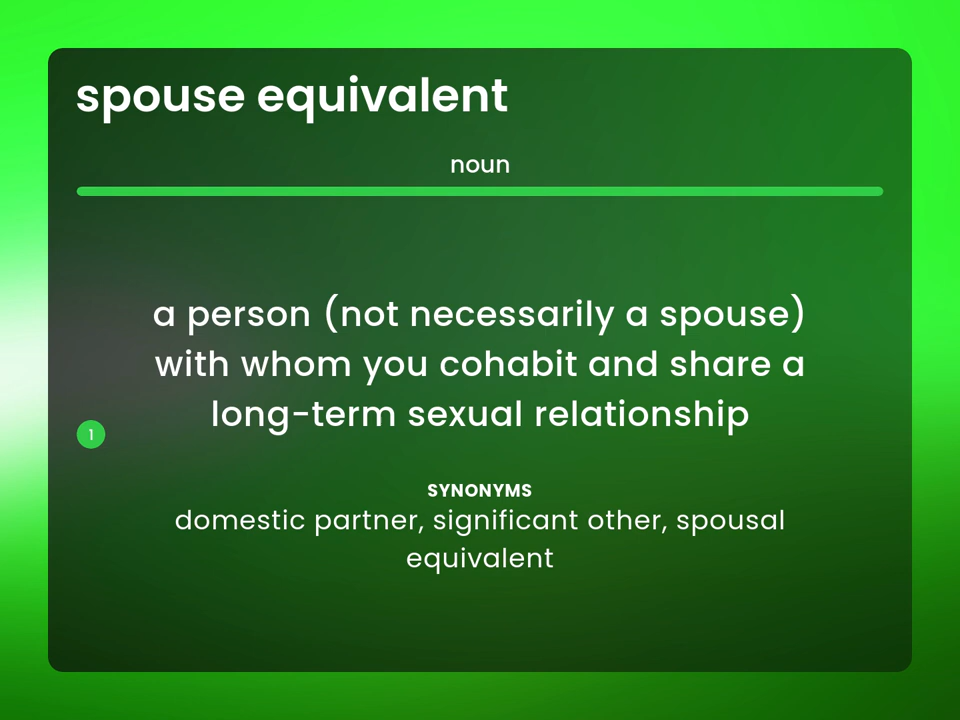 spouse equivalent
noun
a person (not necessarily a spouse)
with whom you cohabit and share a
long-term sexual relationship
1
SYNONYMS
domestic partner, significant other, spousal
equivalent